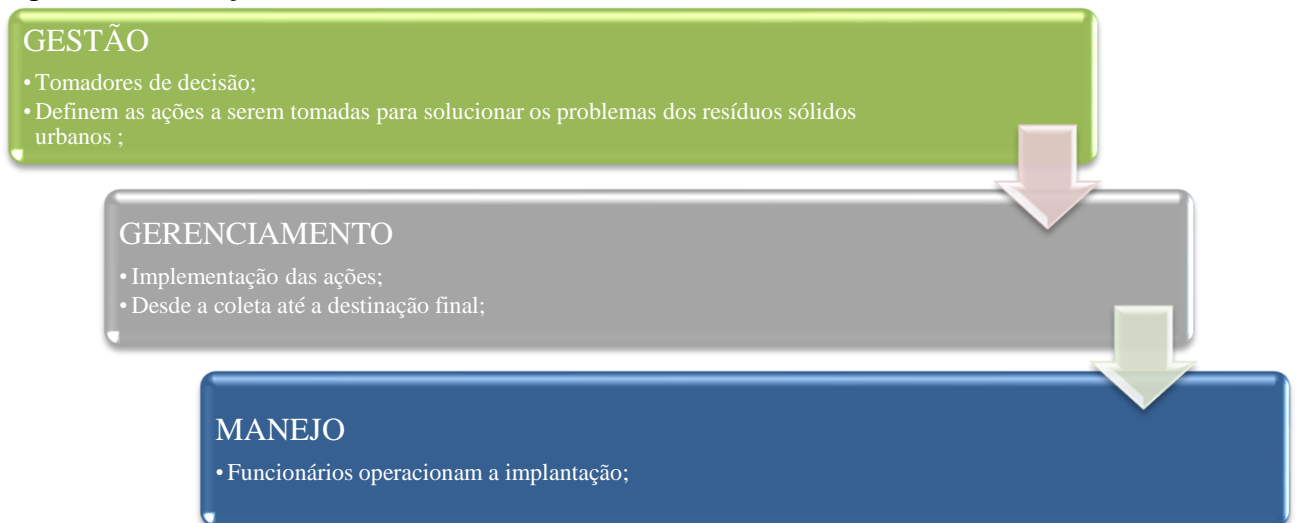 GESTÃO
• Tomadores de decisão;
• Definem as ações a serem tomadas para solucionar os problemas dos resíduos sólidos
urbanos ;
GERENCIAMENTO
• Implementação das ações;
• Desde a coleta até a destinação final;
MANEJO
• Funcionários operacionam a implantação;